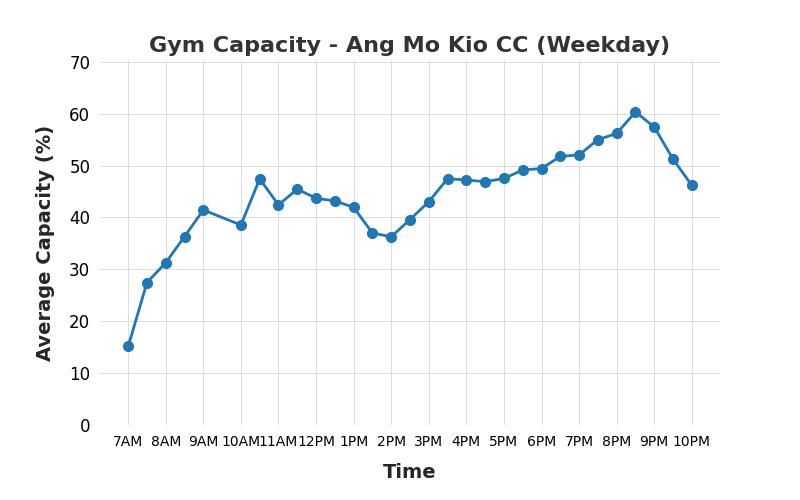 Gym Capacity - Ang Mo Kio CC (Weekday)
70
60
50
40
30
20
10
0
Average Capacity (%)
7AM 8AM 9AM 10AM 11AM 12PM 1PM 2PM 3PM 4PM 5PM 6PM 7PM 8PM 9PM 10PM
Time